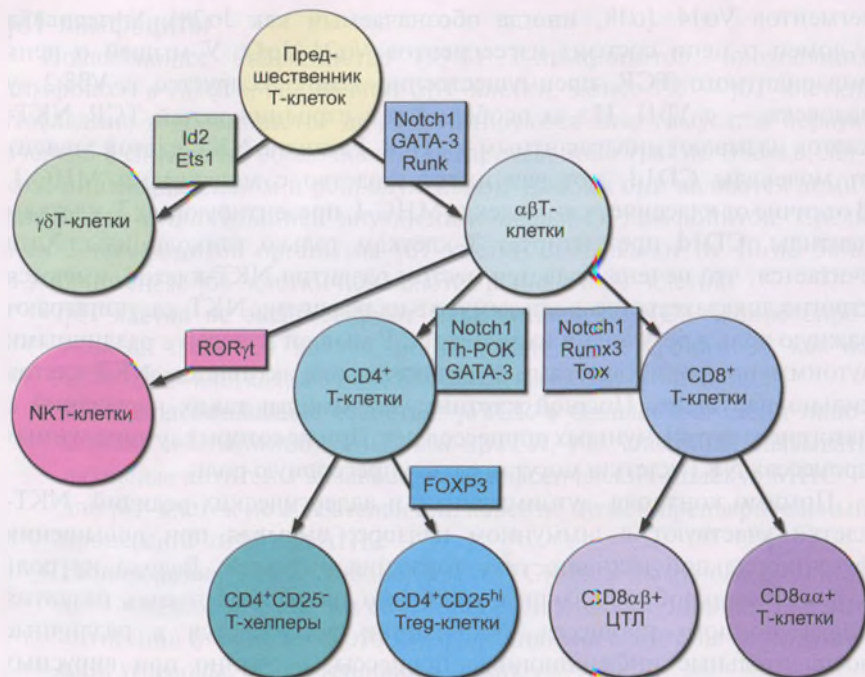 Пред-
шественник
Т-клеток
Id2
Ets1
Notch1
GATA-3
Runk
γδТ-клетки
αβТ-
клетки
RORγt
Notch1
Th-POK
GATA-3
Notch1
Runx3
Tox
NKT-клетки
CD4⁺
Т-клетки
CD8⁺
Т-клетки
FOXP3
CD4⁺CD25⁻
Т-хелперы
CD4⁺CD25ʰⁱ
Treg-клетки
CD8αβ+
ЦТЛ
CD8αα+
Т-клетки